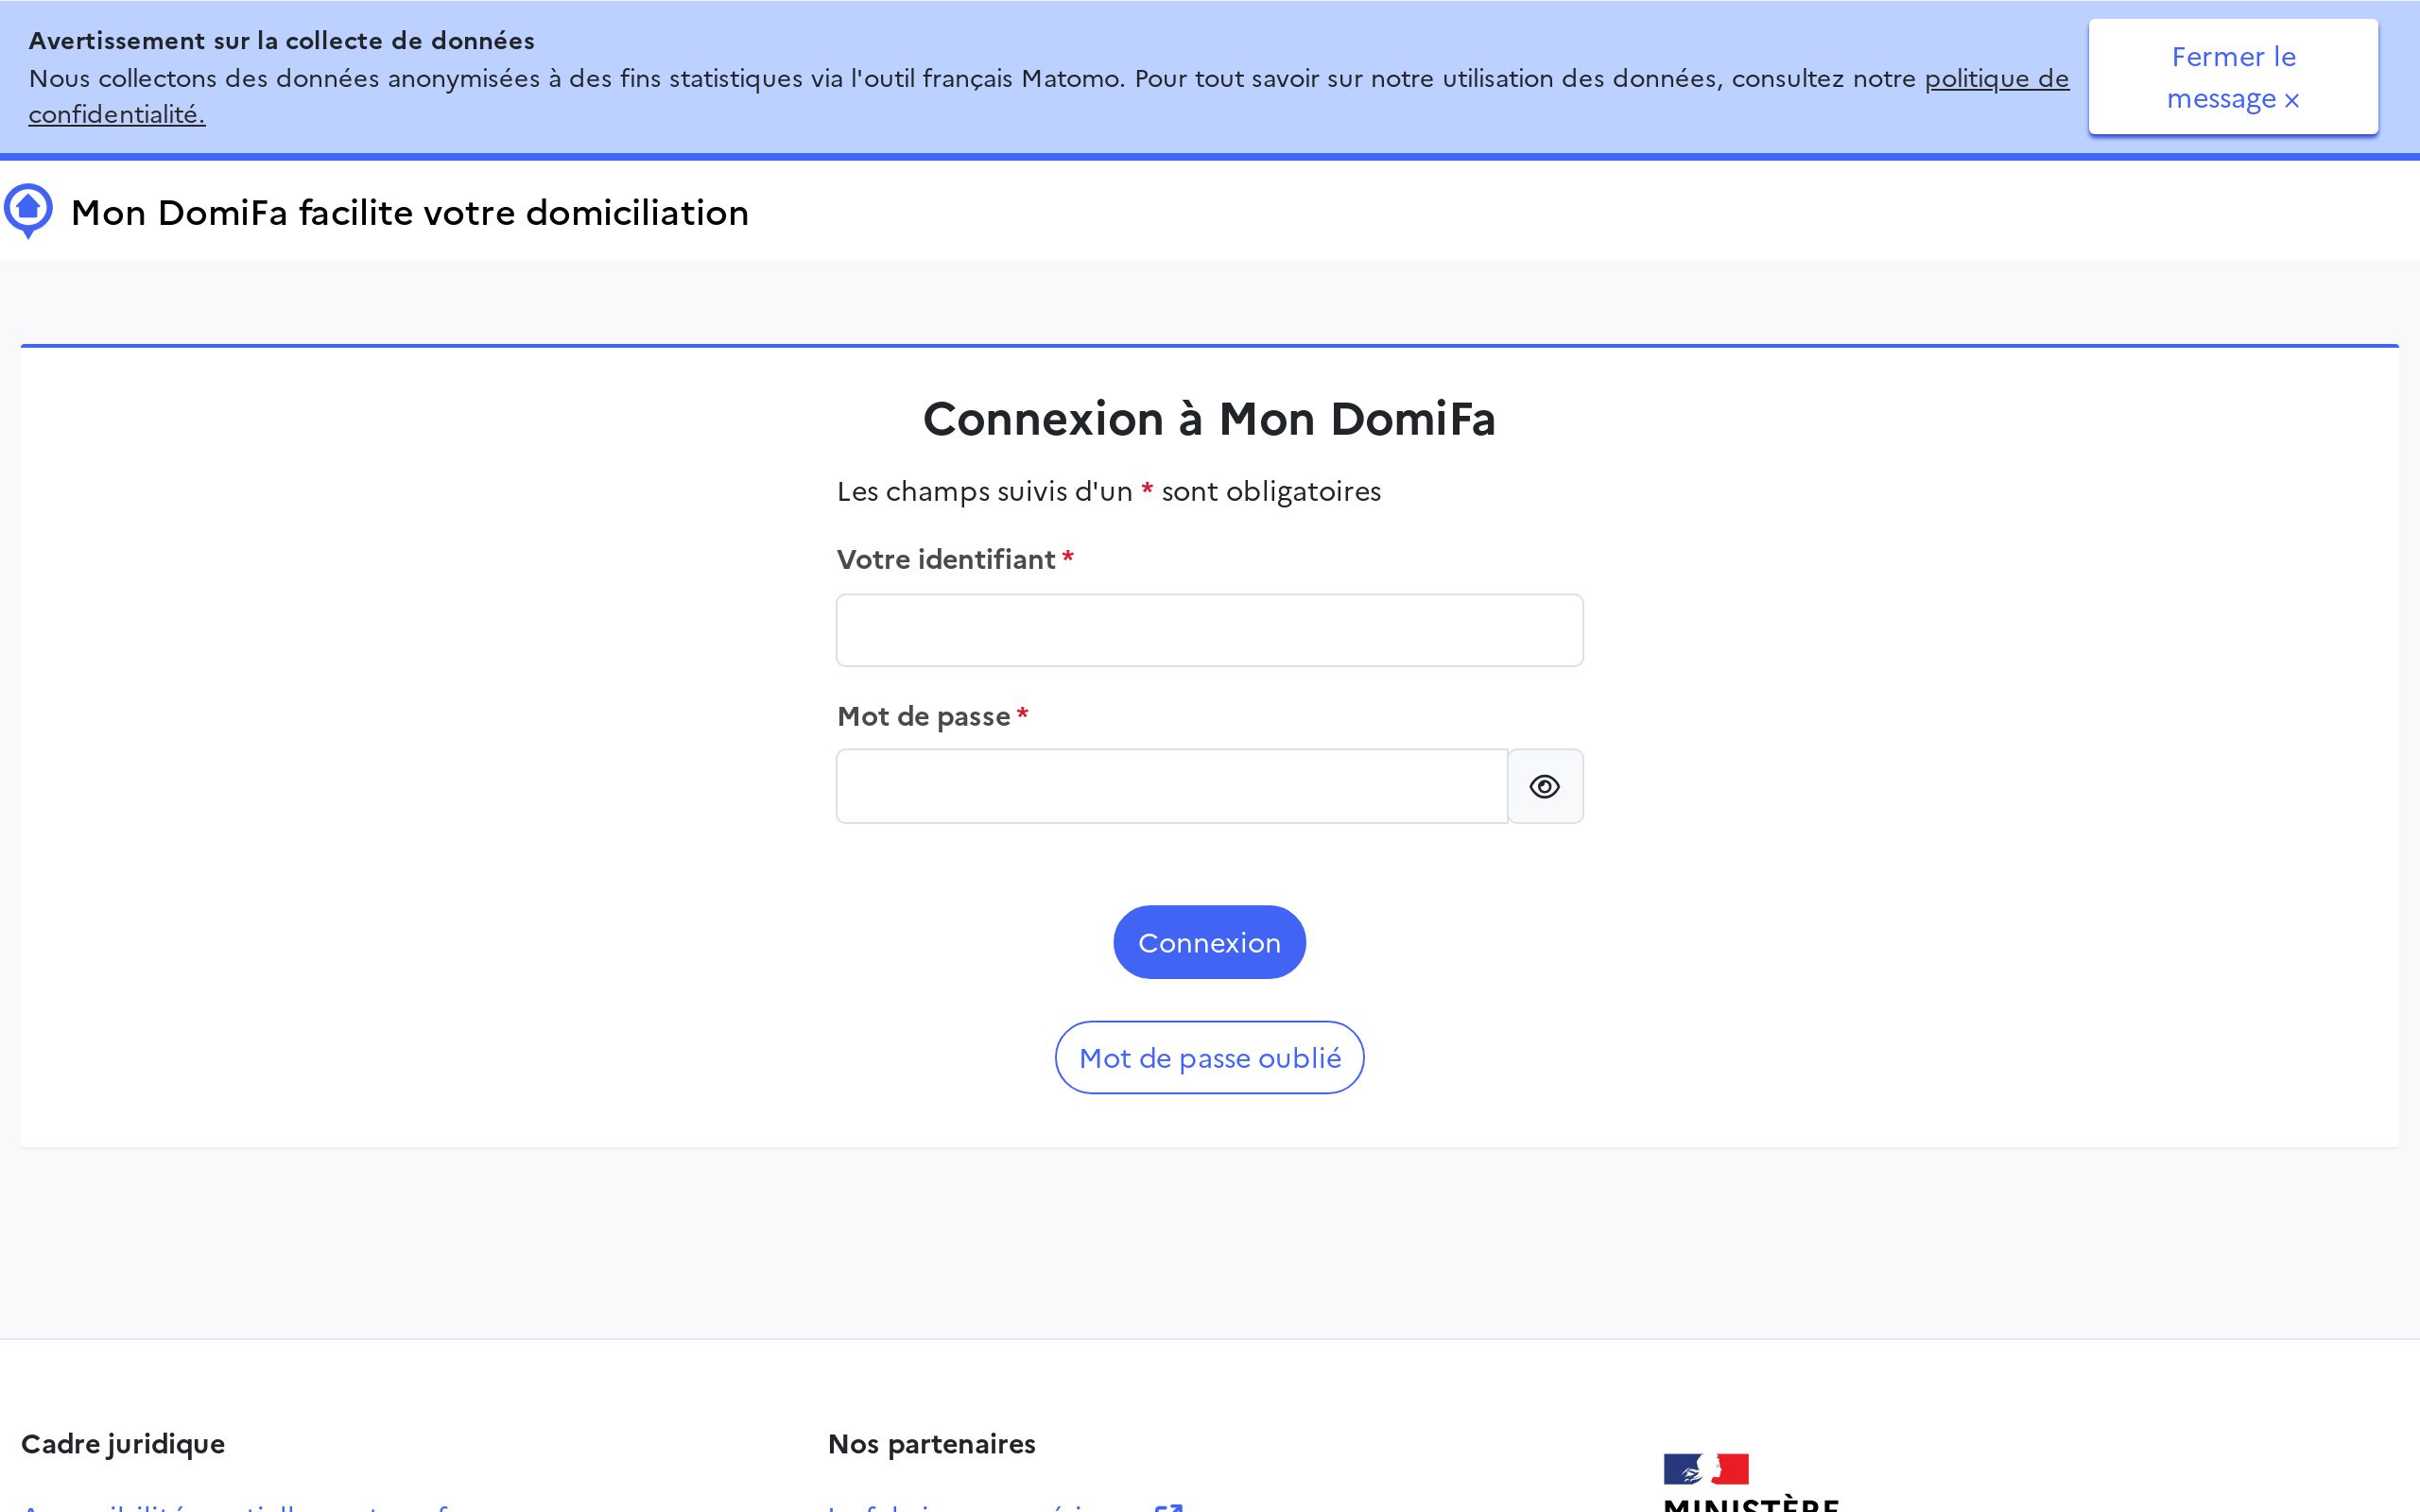 Avertissement sur la collecte de données
Nous collectons des données anonymisées à des fins statistiques via l'outil français Matomo. Pour tout savoir sur notre utilisation des données, consultez notre politique de
confidentialité.
Fermer le
message ×
Mon DomiFa facilite votre domiciliation
Connexion à Mon DomiFa
Les champs suivis d'un * sont obligatoires
Votre identifiant *
Mot de passe *
Connexion
Mot de passe oublié
Cadre juridique
Nos partenaires
MINISTÈRE